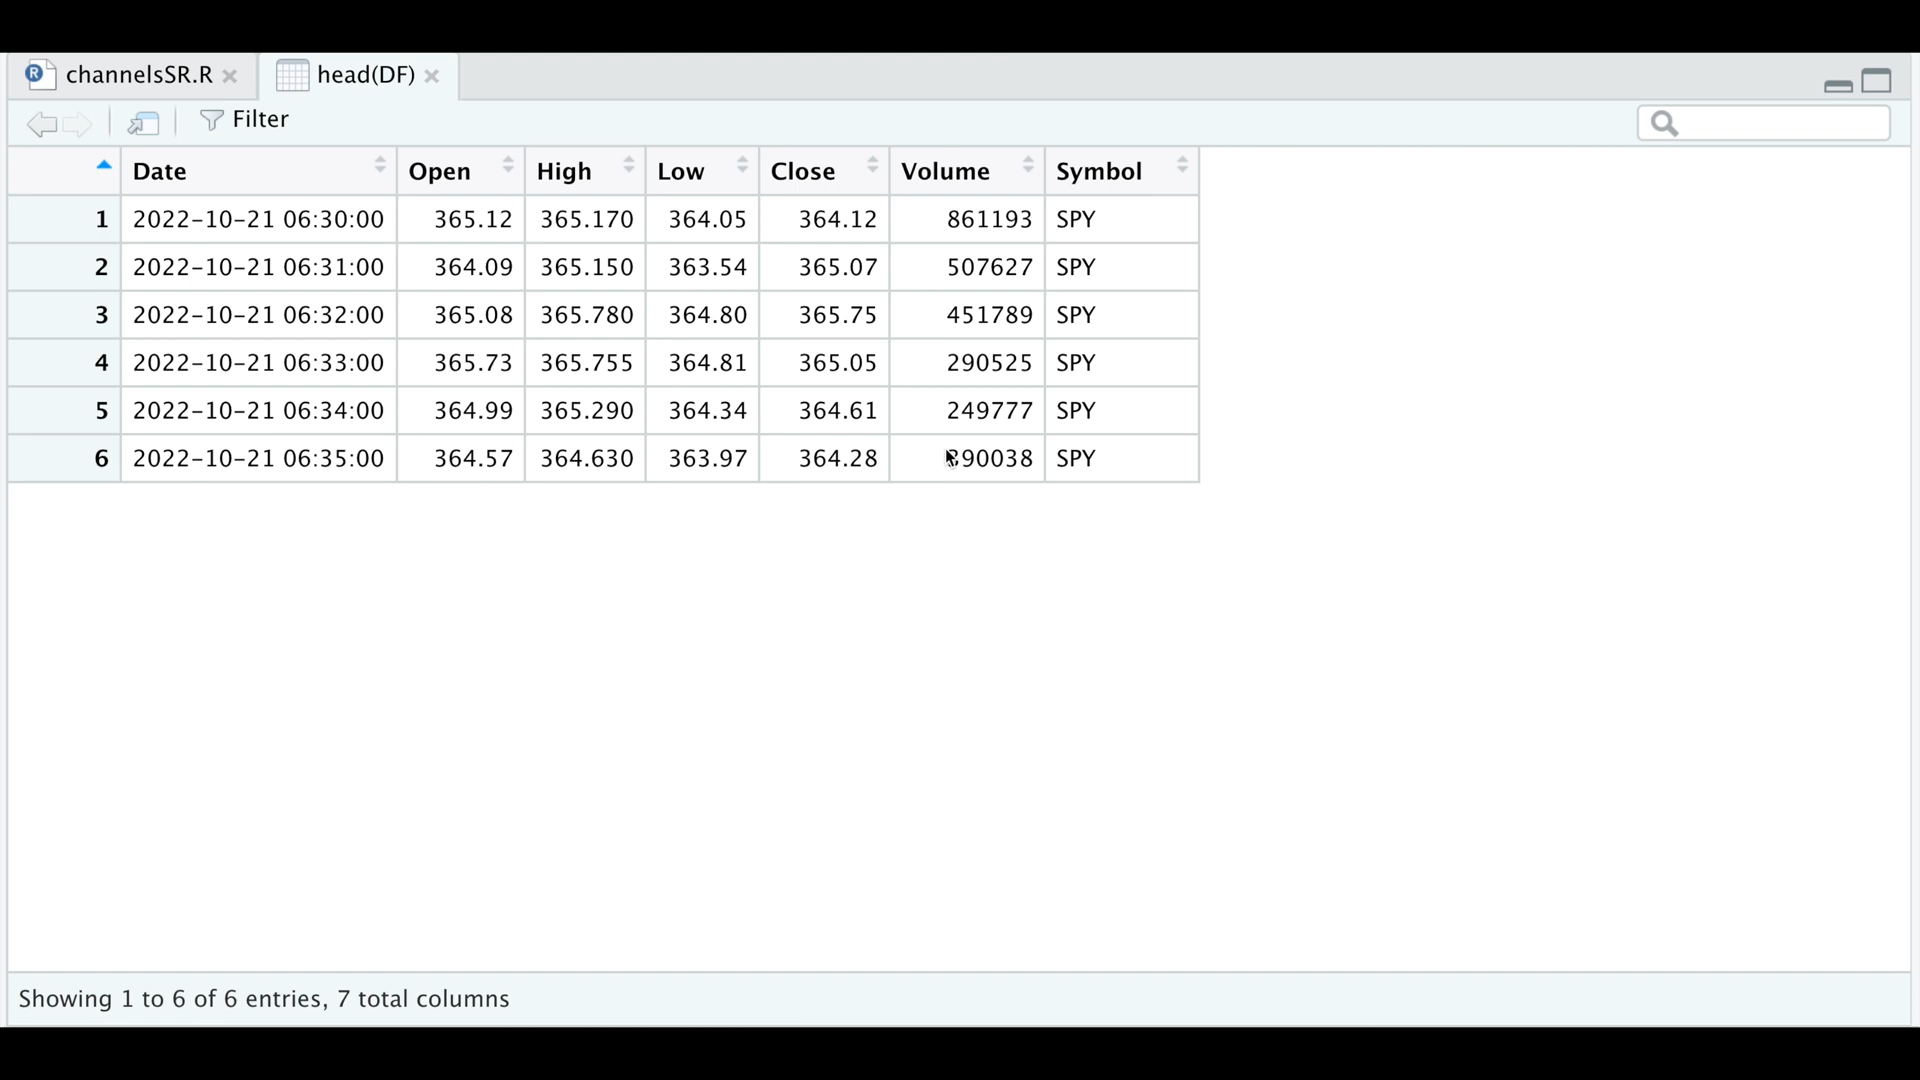 channelsSR.R head(DF)
Filter
Date Open High Low Close Volume Symbol
1 2022-10-21 06:30:00 365.12 365.170 364.05 364.12 861193 SPY
2 2022-10-21 06:31:00 364.09 365.150 363.54 365.07 507627 SPY
3 2022-10-21 06:32:00 365.08 365.780 364.80 365.75 451789 SPY
4 2022-10-21 06:33:00 365.73 365.755 364.81 365.05 290525 SPY
5 2022-10-21 06:34:00 364.99 365.290 364.34 364.61 249777 SPY
6 2022-10-21 06:35:00 364.57 364.630 363.97 364.28 SPY
Showing 1 to 6 of 6 entries, 7 total columns